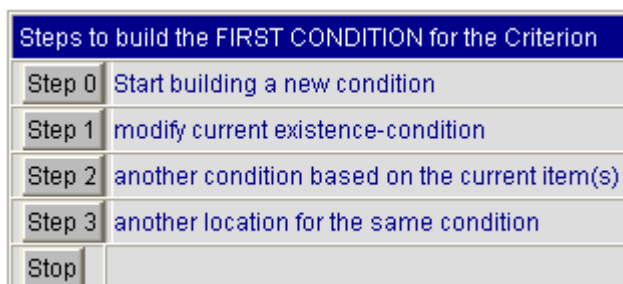 Steps to build the FIRST CONDITION for the Criterion
Step 0 Start building a new condition
Step 1 modify current existence-condition
Step 2 another condition based on the current item(s)
Step 3 another location for the same condition
Stop